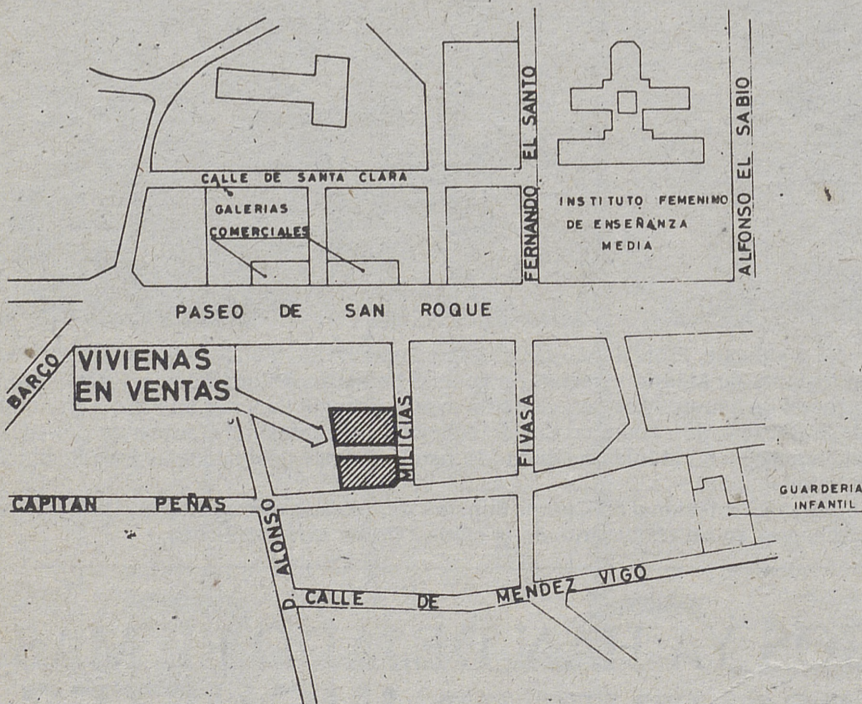 FERNANDO EL SANTO
ALFONSO EL SABIO
CALLE DE SANTA CLARA
GALERIAS
COMERCIALES
INSTITUTO FEMENINO
DE ENSEÑANZA
MEDIA
PASEO DE SAN ROQUE
BARCO
VIVIENAS
EN VENTAS
MILICIAS
FIVASA
CAPITAN PEÑAS
D. ALONSO
GUARDERIA
INFANTIL
CALLE DE MENDEZ VIGO